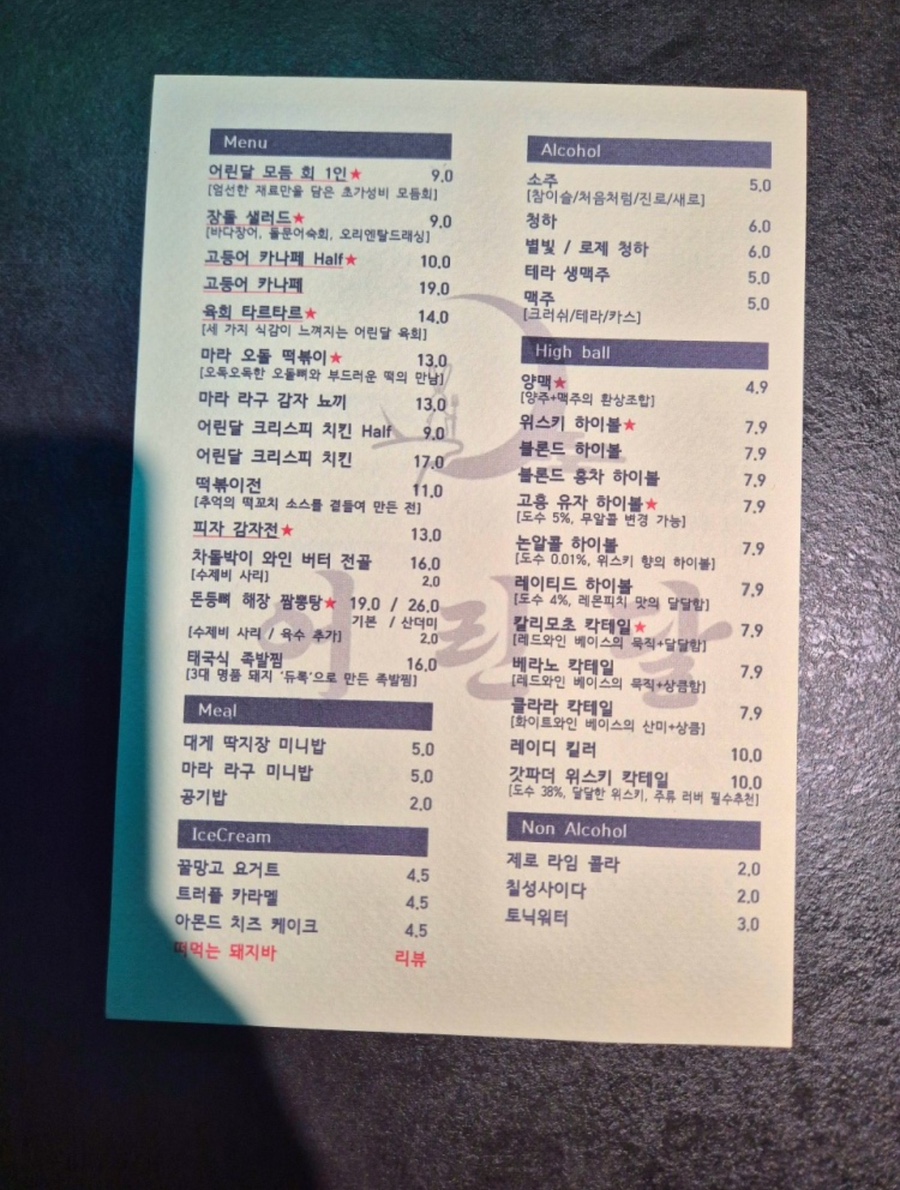 Menu
어린달 모듬 회 1인★ 9.0
[엄선한 재료만을 담은 초가성비 모듬회]
장돌 샐러드★ 9.0
[바다장어, 돌문어숙회, 오리엔탈드래싱]
고등어 카나페 Half★ 10.0
고등어 카나페 19.0
육회 타르타르★ 14.0
[세 가지 식감이 느껴지는 어린달 육회]
마라 오돌 떡볶이★ 13.0
[오독오독한 오돌뼈와 부드러운 떡의 만남]
마라 라구 감자 뇨끼 13.0
어린달 크리스피 치킨 Half 9.0
어린달 크리스피 치킨 17.0
떡볶이전 11.0
[추억의 떡꼬치 소스를 곁들여 만든 전]
피자 감자전★ 13.0
차돌박이 와인 버터 전골 16.0
[수제비 사리] 2.0
돈등뼈 해장 짬뽕탕★ 19.0 / 26.0
기본 / 산더미
[수제비 사리 / 육수 추가] 2.0
태국식 족발찜 16.0
[3대 명품 돼지 '듀록'으로 만든 족발찜]
Meal
대게 딱지장 미니밥 5.0
마라 라구 미니밥 5.0
공기밥 2.0
IceCream
꿀망고 요거트 4.5
트러플 카라멜 4.5
아몬드 치즈 케이크 4.5
떠먹는 돼지바 리뷰
Alcohol
소주 5.0
[참이슬/처음처럼/진로/새로]
청하 6.0
별빛 / 로제 청하 6.0
테라 생맥주 5.0
맥주 5.0
[크러쉬/테라/카스]
High ball
양맥★ 4.9
[양주+맥주의 환상조합]
위스키 하이볼★ 7.9
블론드 하이볼 7.9
블론드 홍차 하이볼 7.9
고흥 유자 하이볼★ 7.9
[도수 5%, 무알콜 변경 가능]
논알콜 하이볼 7.9
[도수 0.01%, 위스키 향의 하이볼]
레이티드 하이볼 7.9
[도수 4%, 레몬피치 맛의 달달함]
칼리모초 칵테일★ 7.9
[레드와인 베이스의 묵직+달달함]
베라노 칵테일 7.9
[레드와인 베이스의 묵직+상큼함]
클라라 칵테일 7.9
[화이트와인 베이스의 산미+상큼]
레이디 킬러 10.0
갓파더 위스키 칵테일 10.0
[도수 38%, 달달한 위스키, 주류 러버 필수추천]
Non Alcohol
제로 라임 콜라 2.0
칠성사이다 2.0
토닉워터 3.0
어린달